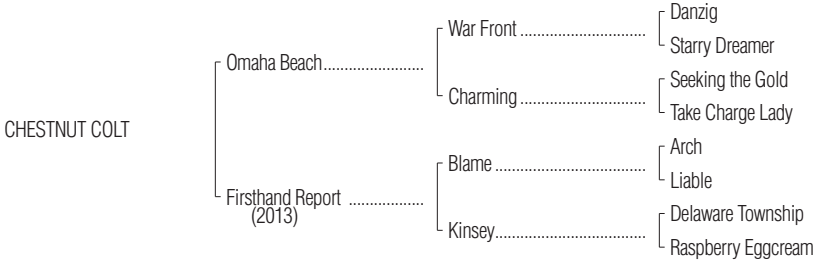 Danzig
War Front ..............................
Starry Dreamer
Omaha Beach........................
Seeking the Gold
Charming ..............................
Take Charge Lady
CHESTNUT COLT
Arch
Blame ....................................
Liable
Firsthand Report ..................
(2013)
Delaware Township
Kinsey....................................
Raspberry Eggcream